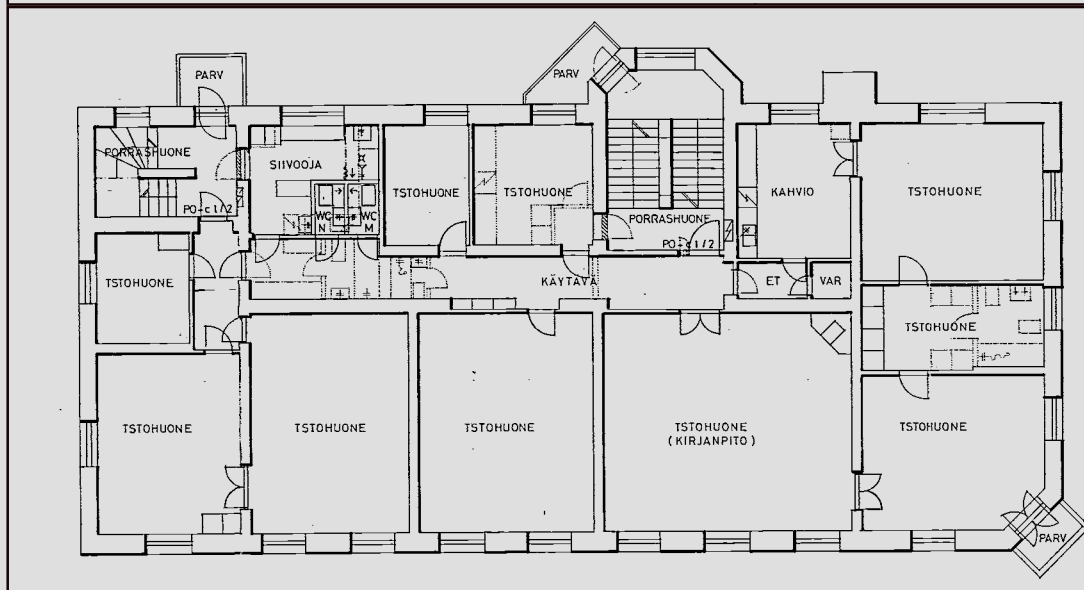 PARV
PARV
PORRASHUONE
PO-c 1/2
SIIVOOJA
WC N
WC M
TSTOHUONE
TSTOHUONE
PORRASHUONE
PO-c 1/2
KAHVIO
TSTOHUONE
TSTOHUONE
KÄYTÄVÄ
ET
VAR
TSTOHUONE
TSTOHUONE
TSTOHUONE
TSTOHUONE
TSTOHUONE
(KIRJANPITO)
TSTOHUONE
PARV